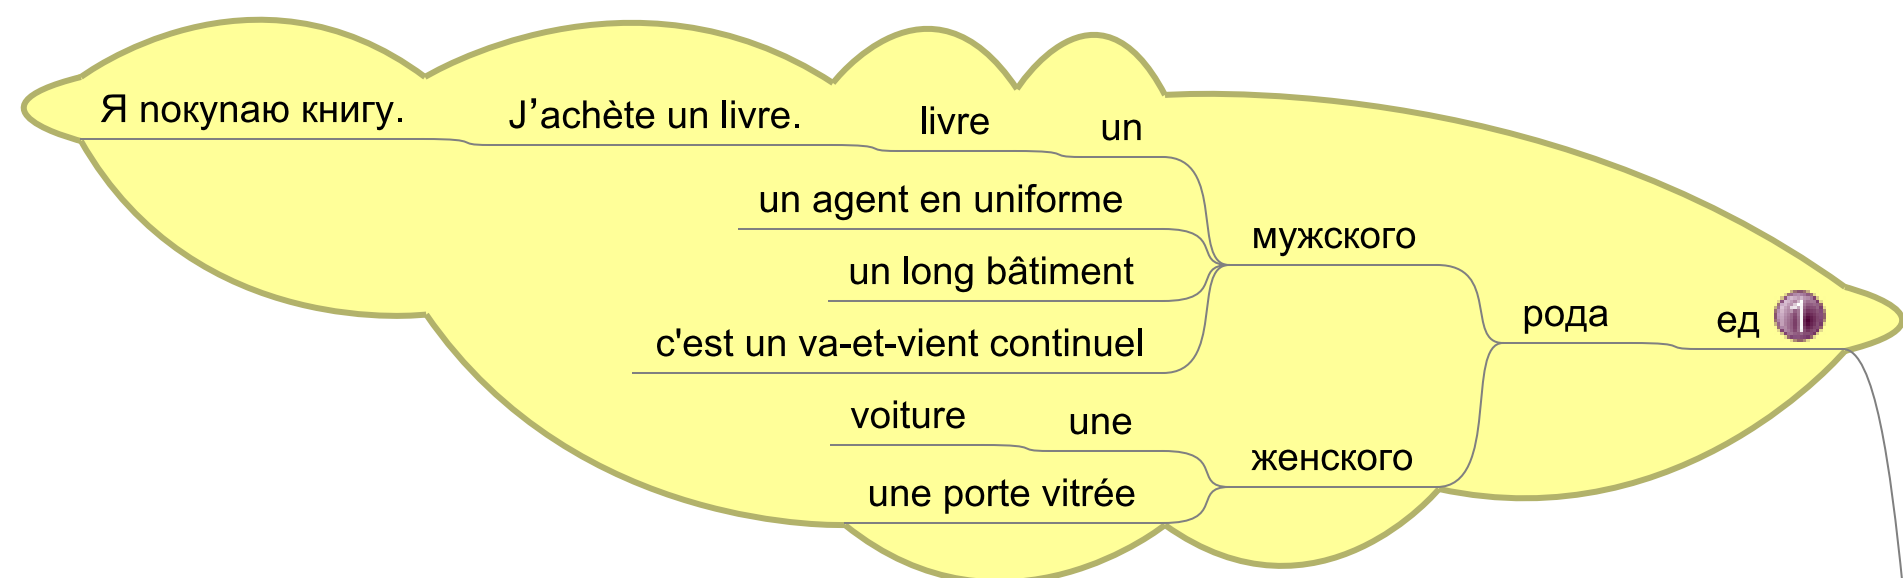 Я покупаю книгу.
J’achète un livre.
livre
un
un agent en uniforme
мужского
un long bâtiment
рода
ед 1
c'est un va-et-vient continuel
voiture
une
женского
une porte vitrée